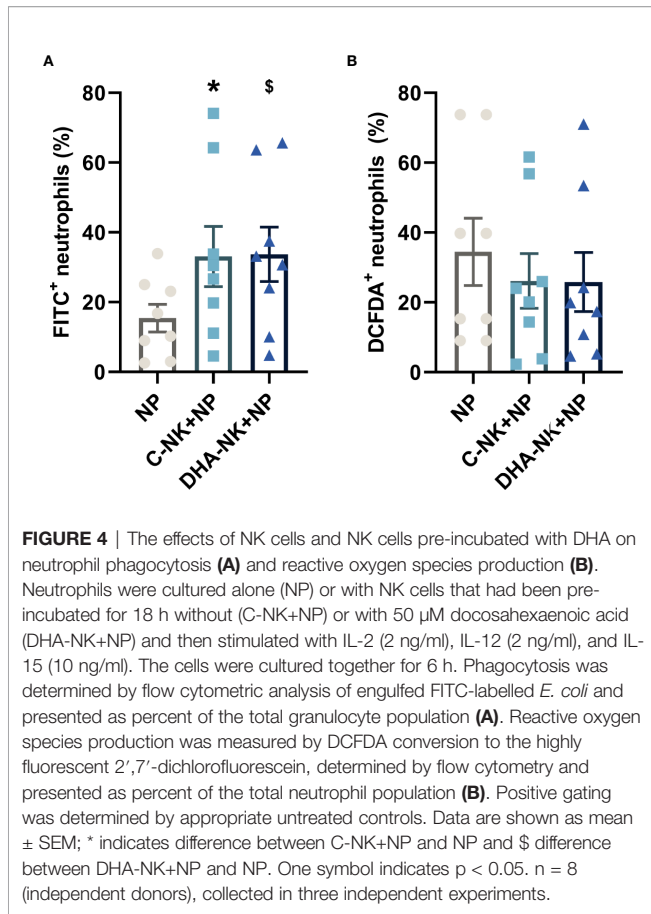 A
B
* $
FITC+ neutrophils (%)
80
60
40
20
0
NP
C-NK+NP
DHA-NK+NP
DCFDA+ neutrophils (%)
80
60
40
20
0
NP
C-NK+NP
DHA-NK+NP
FIGURE 4 | The effects of NK cells and NK cells pre-incubated with DHA on
neutrophil phagocytosis (A) and reactive oxygen species production (B).
Neutrophils were cultured alone (NP) or with NK cells that had been pre-
incubated for 18 h without (C-NK+NP) or with 50 µM docosahexaenoic acid
(DHA-NK+NP) and then stimulated with IL-2 (2 ng/ml), IL-12 (2 ng/ml), and IL-
15 (10 ng/ml). The cells were cultured together for 6 h. Phagocytosis was
determined by flow cytometric analysis of engulfed FITC-labelled E. coli and
presented as percent of the total granulocyte population (A). Reactive oxygen
species production was measured by DCFDA conversion to the highly
fluorescent 2′,7′-dichlorofluorescein, determined by flow cytometry and
presented as percent of the total neutrophil population (B). Positive gating
was determined by appropriate untreated controls. Data are shown as mean
± SEM; * indicates difference between C-NK+NP and NP and $ difference
between DHA-NK+NP and NP. One symbol indicates p < 0.05. n = 8
(independent donors), collected in three independent experiments.